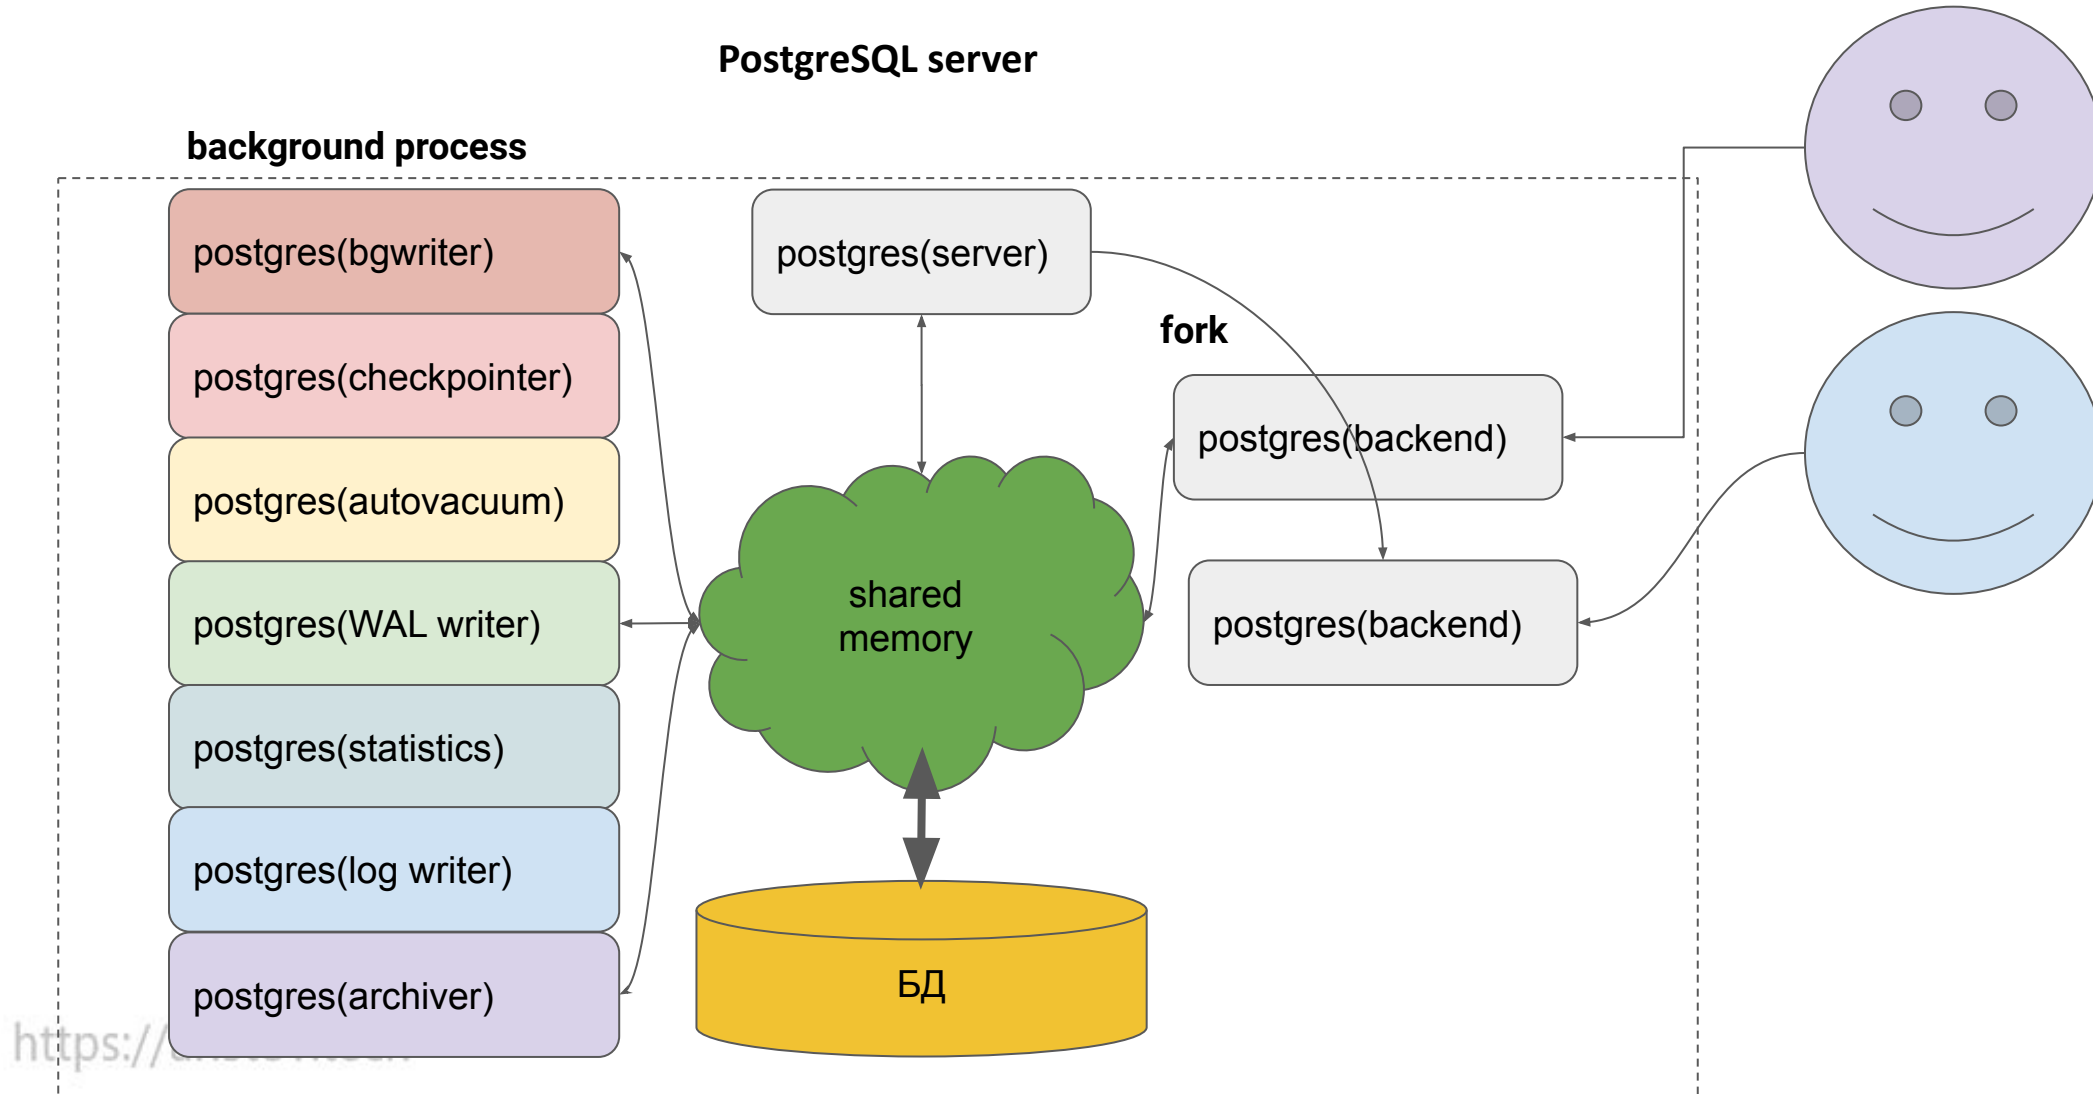 PostgreSQL server
background process
postgres(bgwriter)
postgres(server)
fork
postgres(checkpointer)
postgres(backend)
postgres(autovacuum)
shared
memory
postgres(WAL writer)
postgres(backend)
postgres(statistics)
postgres(log writer)
БД
postgres(archiver)
https://